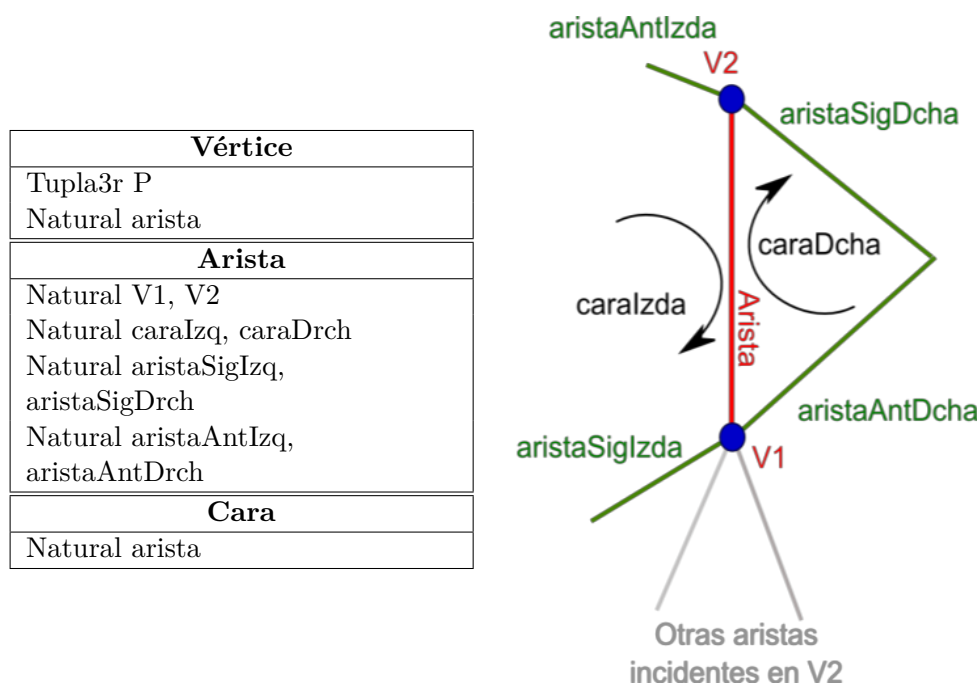 Vértice
Tupla3r P
Natural arista
Arista
Natural V1, V2
Natural caraIzq, caraDrch
Natural aristaSigIzq,
aristaSigDrch
Natural aristaAntIzq,
aristaAntDrch
Cara
Natural arista
aristaAntIzda
V2
aristaSigDcha
caraDcha
caraIzda
Arista
aristaAntDcha
aristaSigIzda
V1
Otras aristas
incidentes en V2